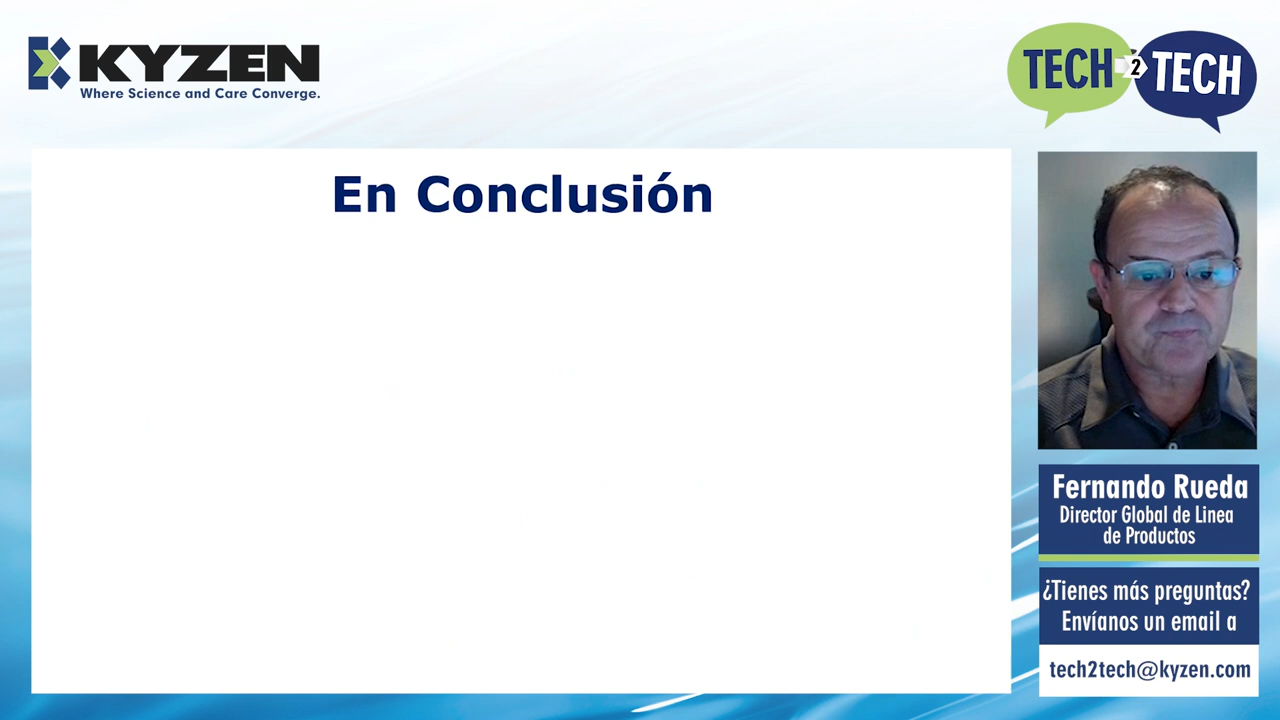 KYZEN
Where Science and Care Converge.
TECH 2 TECH
En Conclusión
Fernando Rueda
Director Global de Linea
de Productos
¿Tienes más preguntas?
Envíanos un email a
tech2tech@kyzen.com